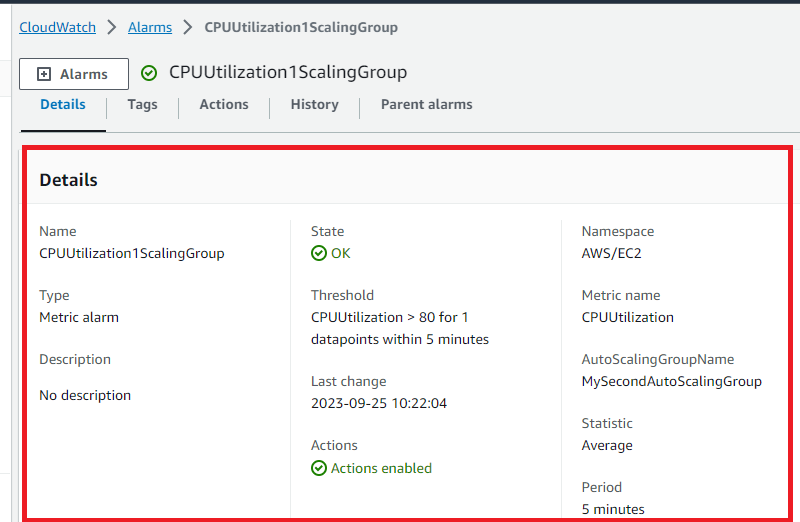 CloudWatch > Alarms > CPUUtilization1ScalingGroup
Alarms CPUUtilization1ScalingGroup
Details Tags Actions History Parent alarms
Details
Name
CPUUtilization1ScalingGroup
Type
Metric alarm
Description
No description
State
OK
Threshold
CPUUtilization > 80 for 1
datapoints within 5 minutes
Last change
2023-09-25 10:22:04
Actions
Actions enabled
Namespace
AWS/EC2
Metric name
CPUUtilization
AutoScalingGroupName
MySecondAutoScalingGroup
Statistic
Average
Period
5 minutes